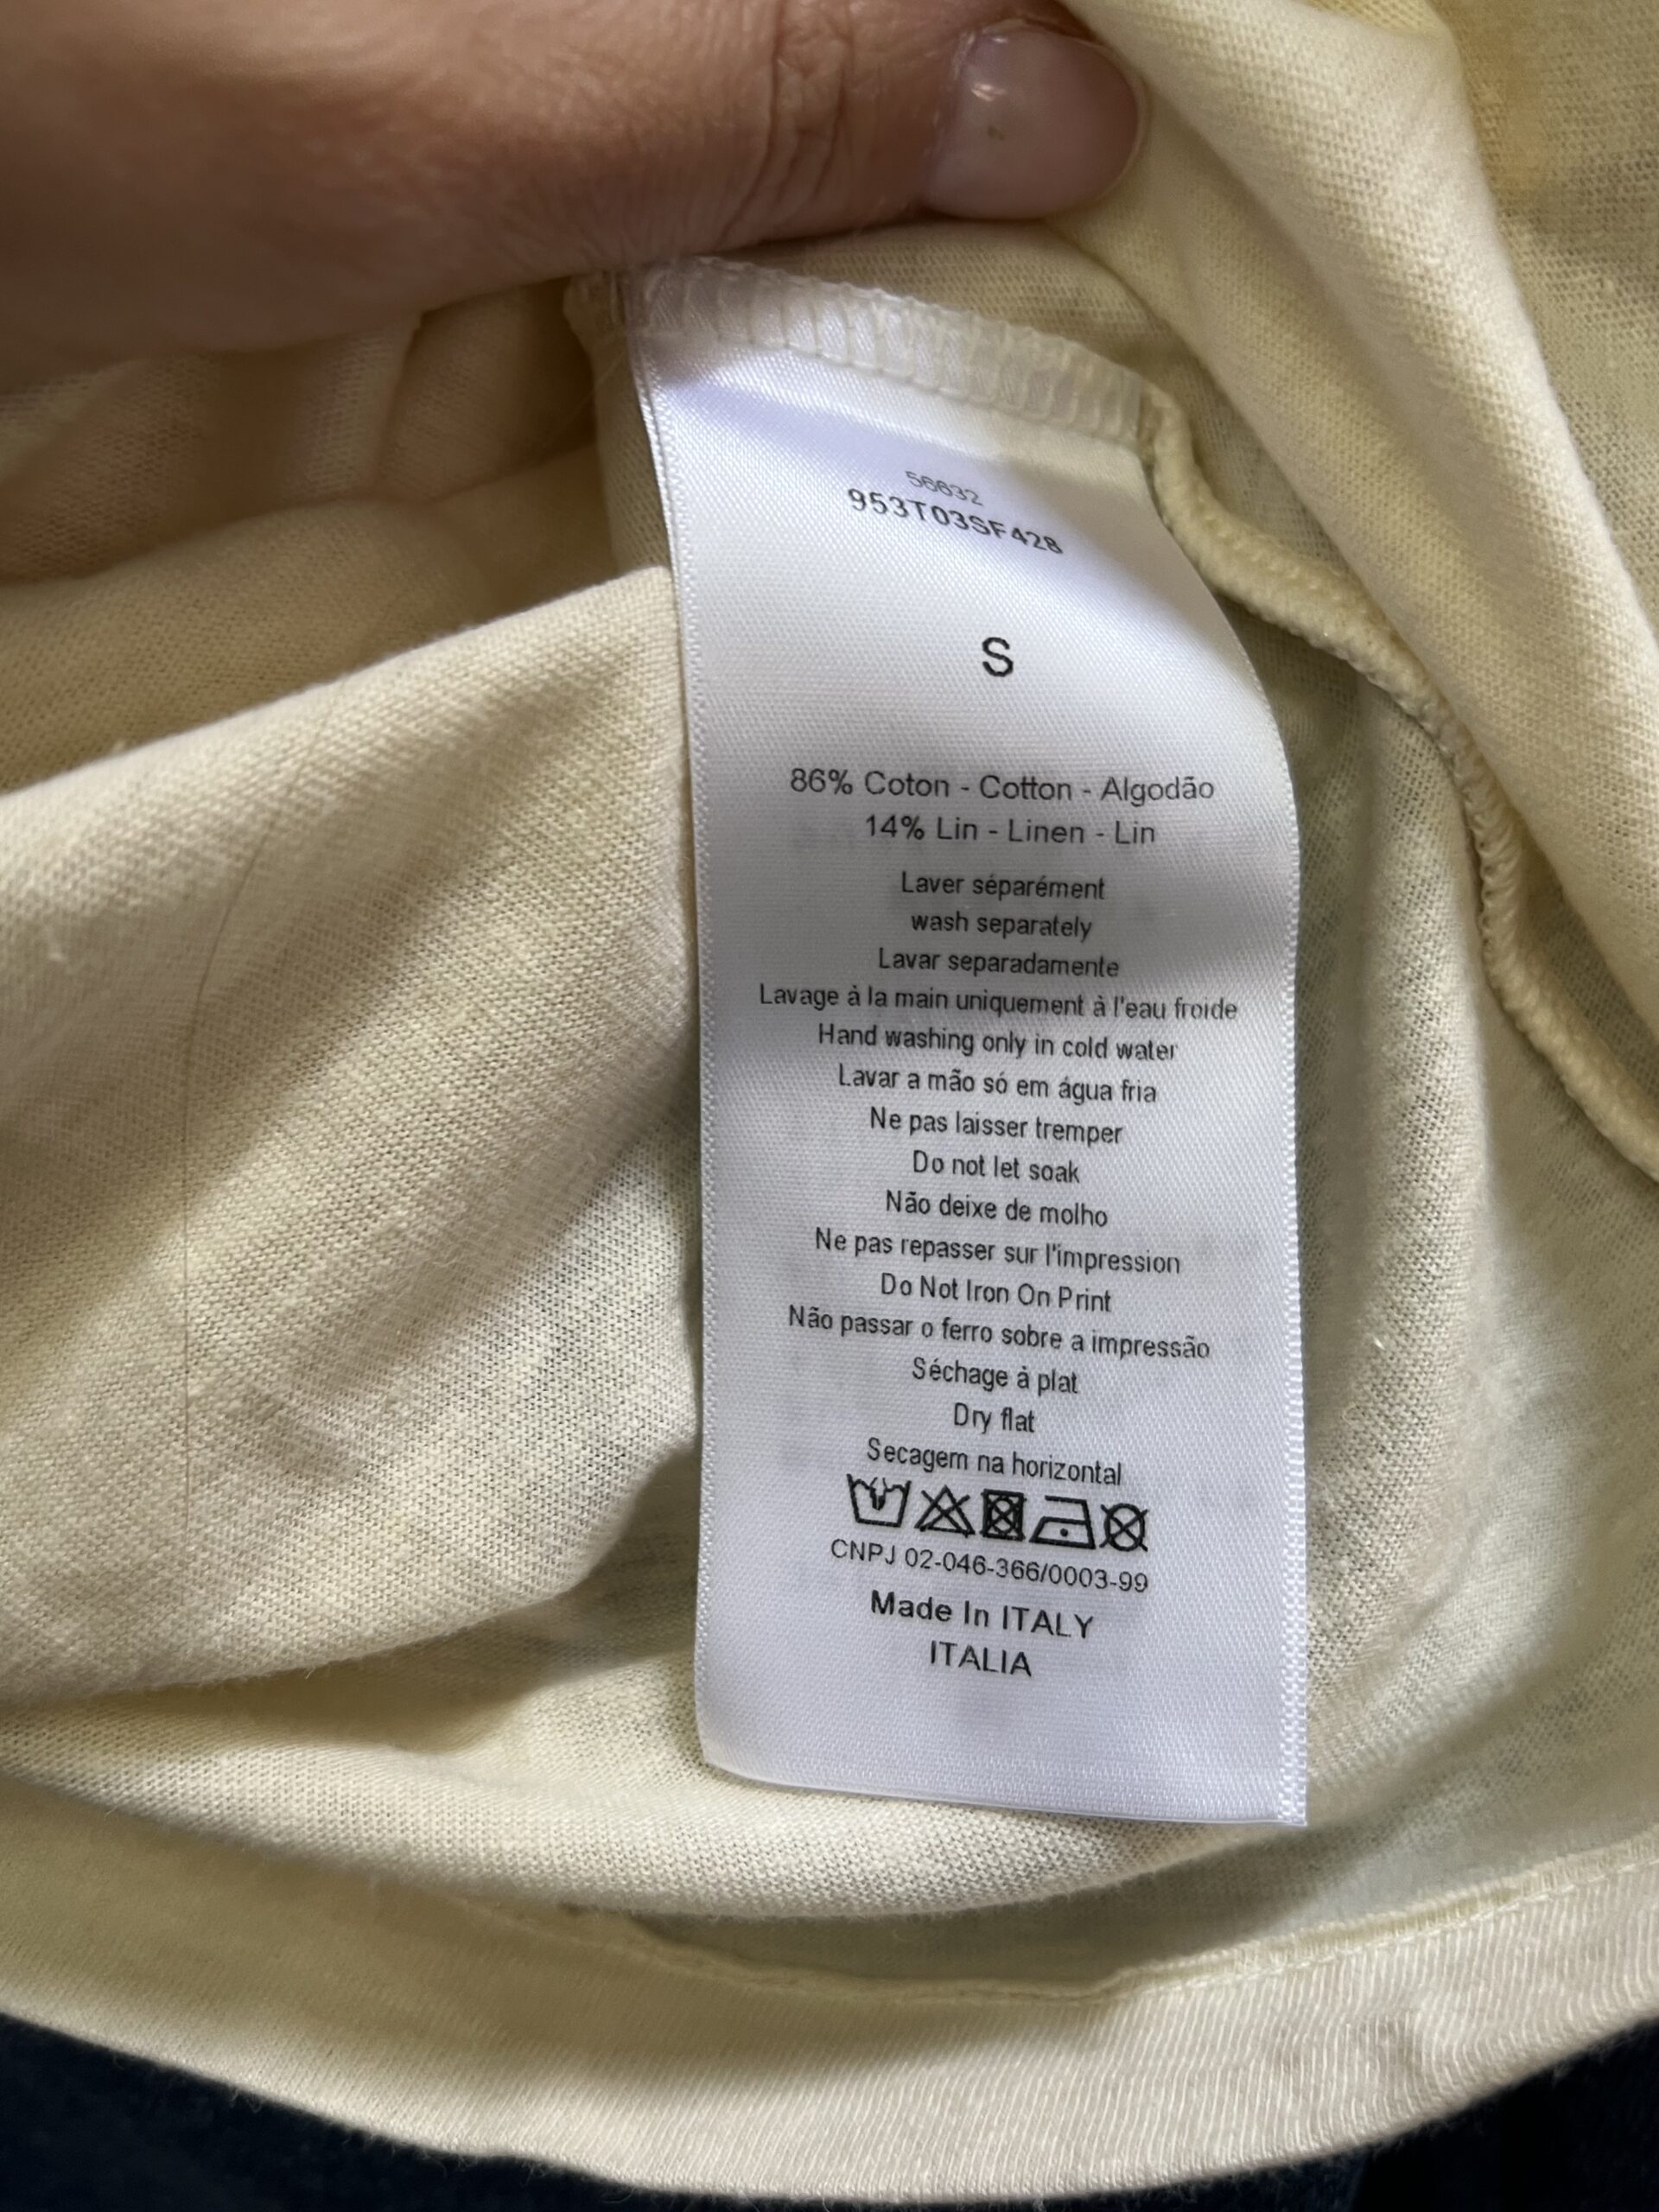 56632
953T03SF428
S
86% Coton - Cotton - Algodão
14% Lin - Linen - Lin
Laver séparément
wash separately
Lavar separadamente
Lavage à la main uniquement à l'eau froide
Hand washing only in cold water
Lavar a mão só em água fria
Ne pas laisser tremper
Do not let soak
Não deixe de molho
Ne pas repasser sur l'impression
Do Not Iron On Print
Não passar o ferro sobre a impressão
Séchage à plat
Dry flat
Secagem na horizontal
CNPJ 02-046-366/0003-99
Made In ITALY
ITALIA